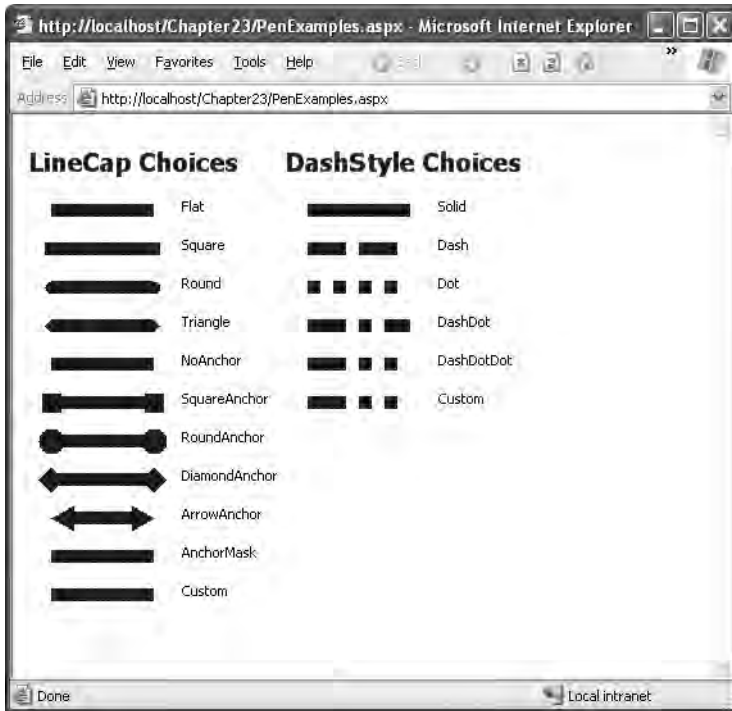 http://localhost/Chapter23/PenExamples.aspx - Microsoft Internet Explorer
File Edit View Favorites Tools Help
Address http://localhost/Chapter23/PenExamples.aspx
LineCap Choices DashStyle Choices
Flat Solid
Square Dash
Round Dot
Triangle DashDot
NoAnchor DashDotDot
SquareAnchor Custom
RoundAnchor
DiamondAnchor
ArrowAnchor
AnchorMask
Custom
Done Local intranet